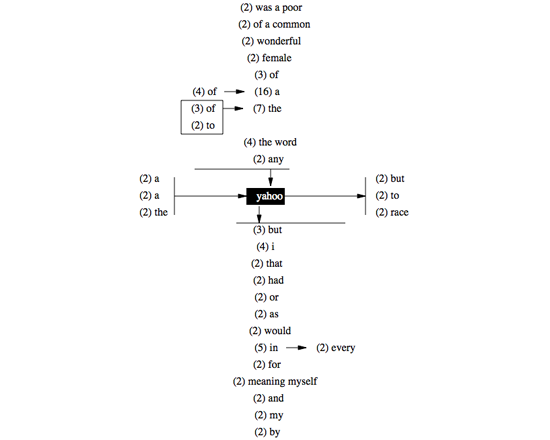 (2) was a poor
(2) of a common
(2) wonderful
(2) female
(3) of
(4) of (16) a
(3) of (7) the
(2) to
(4) the word
(2) any
(2) a (2) but
(2) a yahoo (2) to
(2) the (2) race
(3) but
(4) i
(2) that
(2) had
(2) or
(2) as
(2) would
(5) in (2) every
(2) for
(2) meaning myself
(2) and
(2) my
(2) by